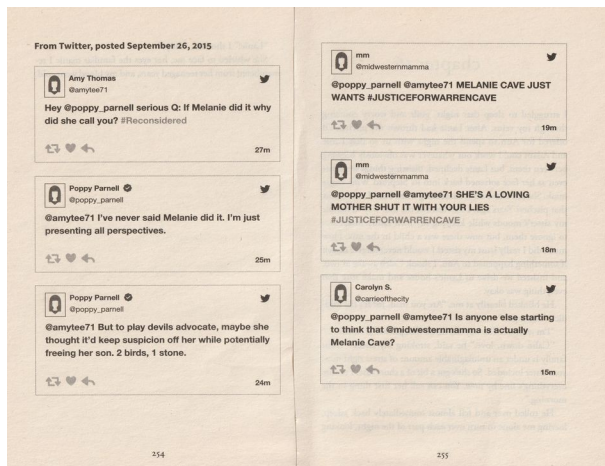 From Twitter, posted September 26, 2015
Amy Thomas
@amytee71
Hey @poppy_parnell serious Q: If Melanie did it why
did she call you? #Reconsidered
27m
Poppy Parnell
@poppy_parnell
@amytee71 I've never said Melanie did it. I'm just
presenting all perspectives.
25m
Poppy Parnell
@poppy_parnell
@amytee71 But to play devils advocate, maybe she
thought it'd keep suspicion off her while potentially
freeing her son. 2 birds, 1 stone.
24m
254
mm
@midwesternmamma
@poppy_parnell @amytee71 MELANIE CAVE JUST
WANTS #JUSTICEFORWARRENCAVE
19m
mm
@midwesternmamma
@poppy_parnell @amytee71 SHE'S A LOVING
MOTHER SHUT IT WITH YOUR LIES
#JUSTICEFORWARRENCAVE
18m
Carolyn S.
@carrieofthecity
@poppy_parnell @amytee71 Is anyone else starting
to think that @midwesternmamma is actually
Melanie Cave?
15m
255